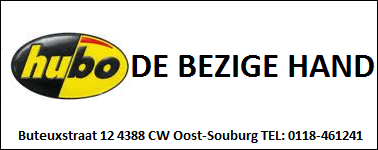 hubo DE BEZIGE HAND
Buteuxstraat 12 4388 CW Oost-Souburg TEL: 0118-461241